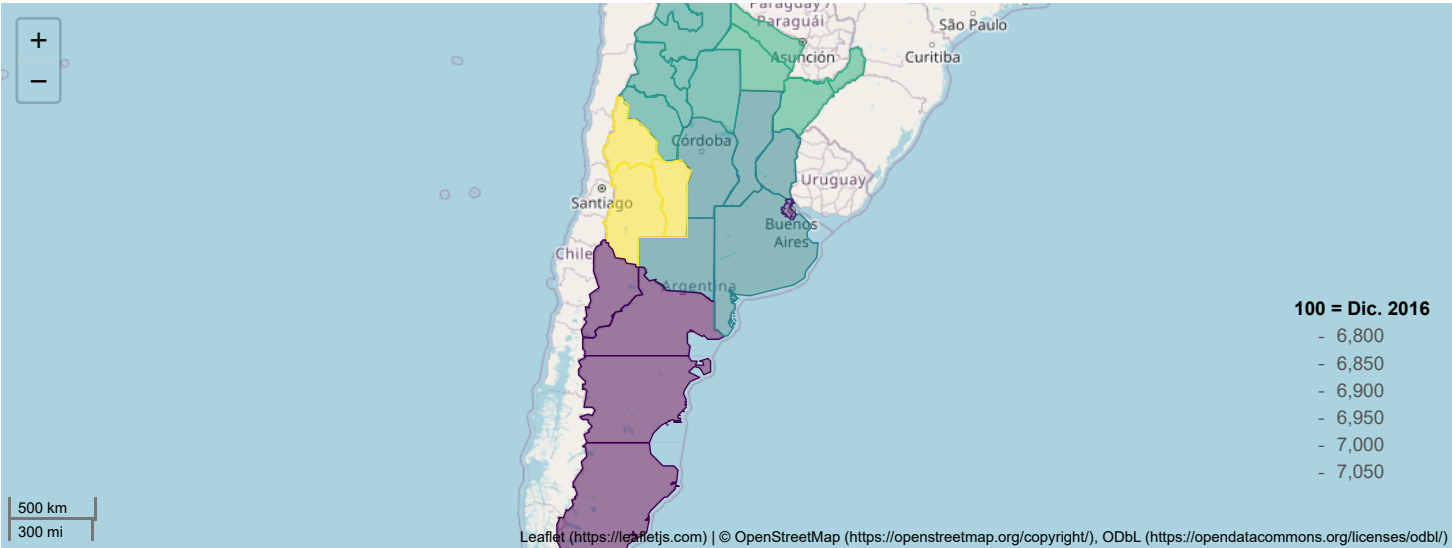 +
−
Paraguay /
Paraguái
São Paulo
Asunción
Curitiba
Córdoba
Uruguay
Santiago
Buenos
Aires
Chile
Argentina
100 = Dic. 2016
- 6,800
- 6,850
- 6,900
- 6,950
- 7,000
- 7,050
500 km
300 mi
Leaflet (https://leafletjs.com) | © OpenStreetMap (https://openstreetmap.org/copyright/), ODbL (https://opendatacommons.org/licenses/odbl/)